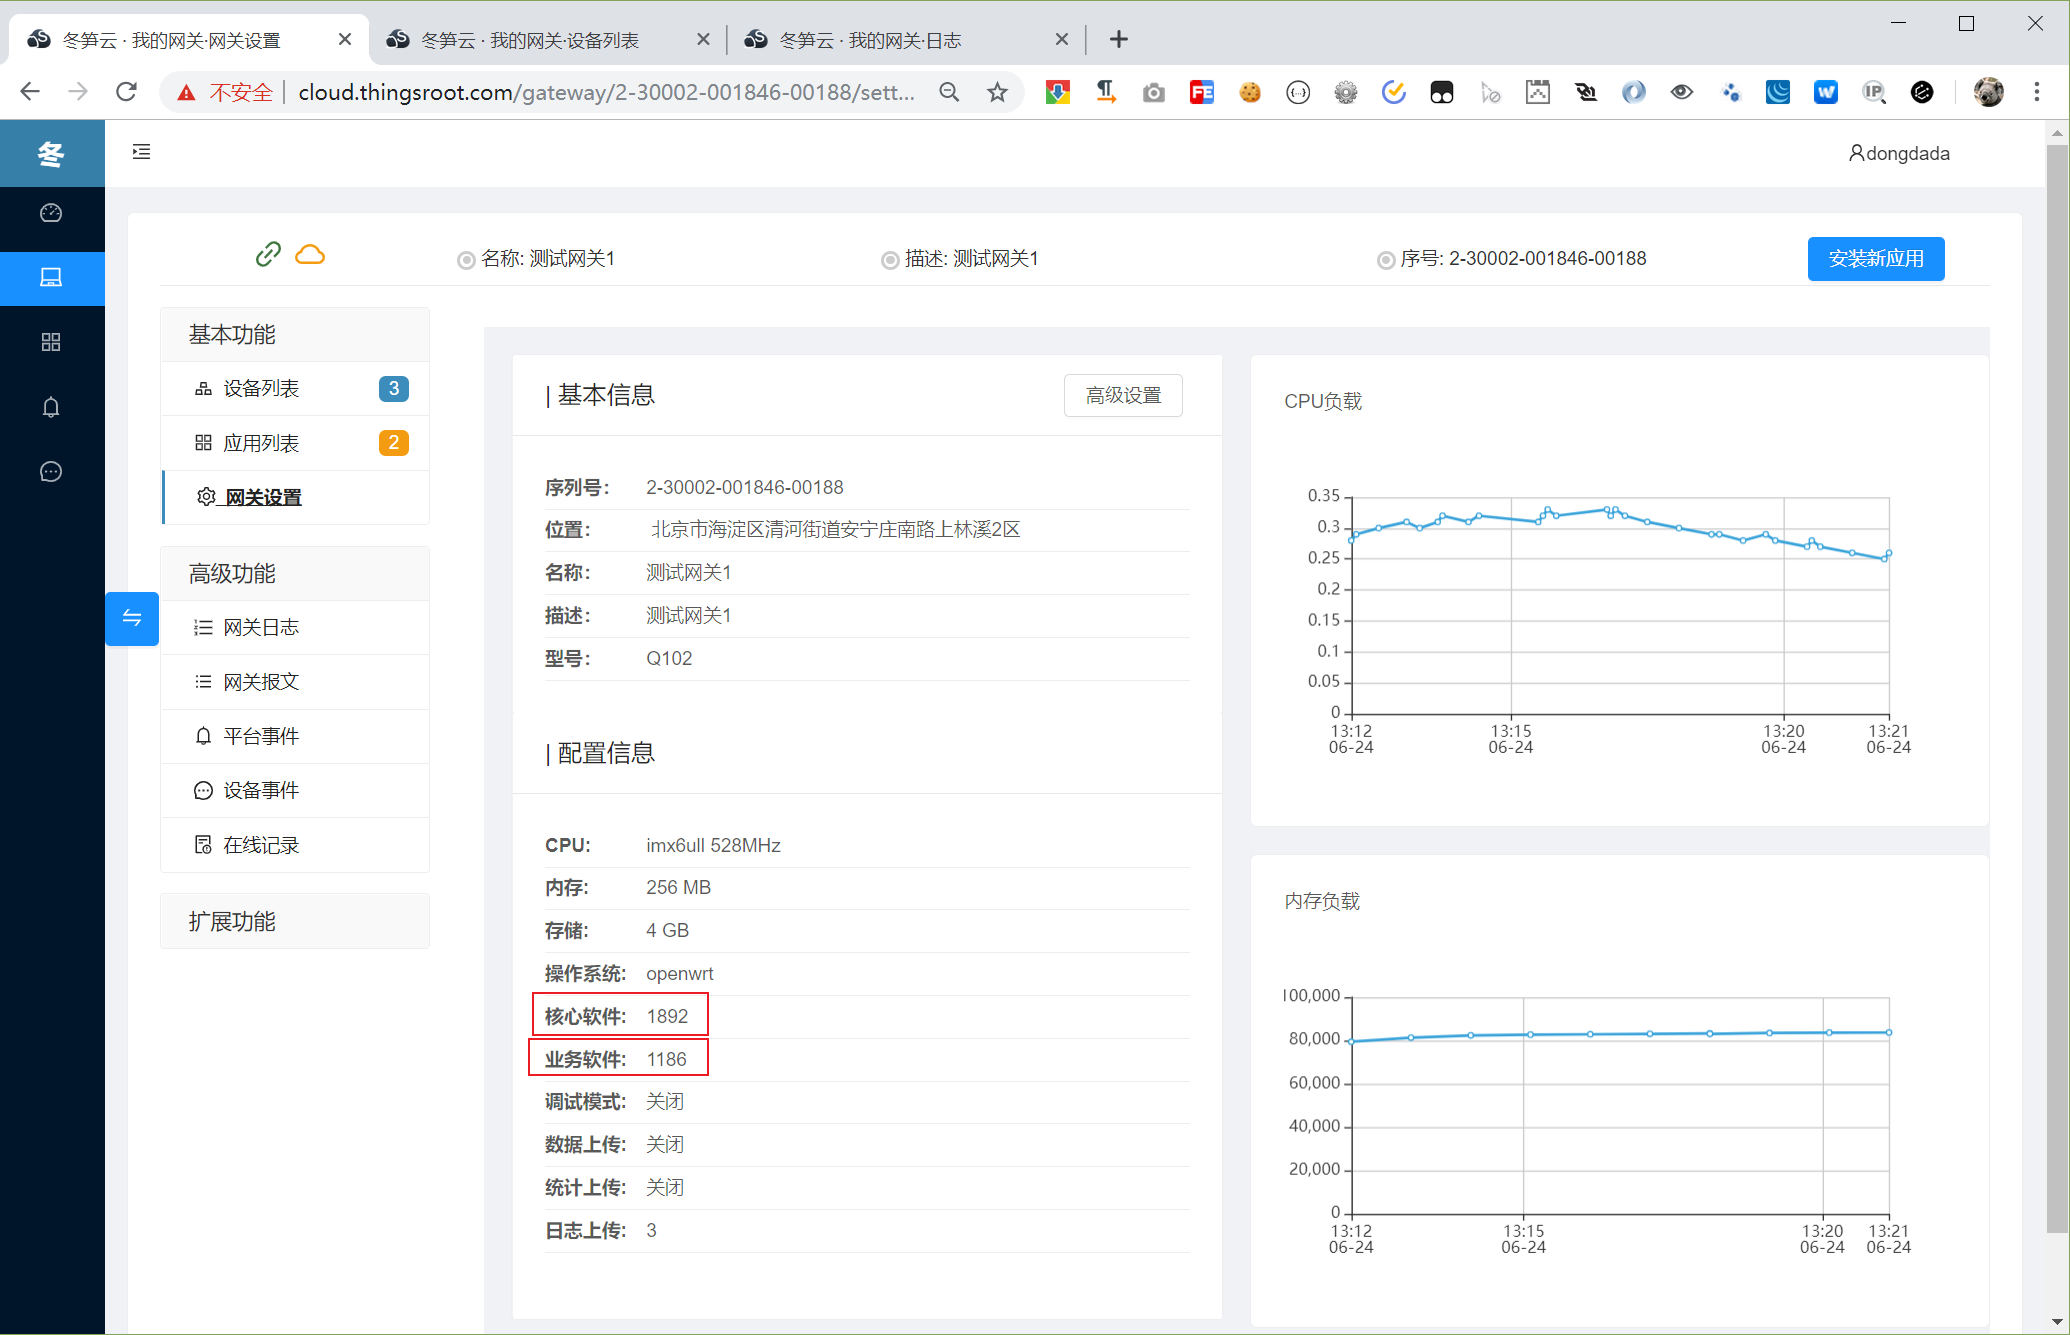 冬笋云 · 我的网关·网关设置
冬笋云 · 我的网关·设备列表
冬笋云 · 我的网关·日志
不安全
cloud.thingsroot.com/gateway/2-30002-001846-00188/sett...
冬
dongdada
名称: 测试网关1
描述: 测试网关1
序号: 2-30002-001846-00188
安装新应用
基本功能
设备列表 3
应用列表 2
网关设置
高级功能
网关日志
网关报文
平台事件
设备事件
在线记录
扩展功能
| 基本信息
高级设置
序列号: 2-30002-001846-00188
位置: 北京市海淀区清河街道安宁庄南路上林溪2区
名称: 测试网关1
描述: 测试网关1
型号: Q102
| 配置信息
CPU: imx6ull 528MHz
内存: 256 MB
存储: 4 GB
操作系统: openwrt
核心软件: 1892
业务软件: 1186
调试模式: 关闭
数据上传: 关闭
统计上传: 关闭
日志上传: 3
CPU负载
0.35
0.3
0.25
0.2
0.15
0.1
0.05
0
13:12 13:15 13:20 13:21
06-24 06-24 06-24 06-24
内存负载
100,000
80,000
60,000
40,000
20,000
0
13:12 13:15 13:20 13:21
06-24 06-24 06-24 06-24